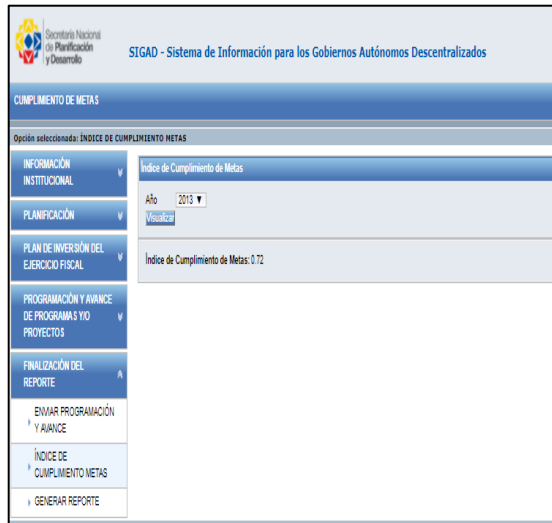 Secretaría Nacional
de Planificación
y Desarrollo
SIGAD - Sistema de Información para los Gobiernos Autónomos Descentralizados
CUMPLIMIENTO DE METAS
Opción seleccionada: ÍNDICE DE CUMPLIMIENTO METAS
INFORMACIÓN
INSTITUCIONAL
PLANIFICACIÓN
PLAN DE INVERSIÓN DEL
EJERCICIO FISCAL
PROGRAMACIÓN Y AVANCE
DE PROGRAMAS Y/O
PROYECTOS
FINALIZACIÓN DEL
REPORTE
ENVIAR PROGRAMACIÓN
Y AVANCE
ÍNDICE DE
CUMPLIMIENTO METAS
GENERAR REPORTE
Índice de Cumplimiento de Metas
Año 2013
Visualizar
Índice de Cumplimiento de Metas: 0.72